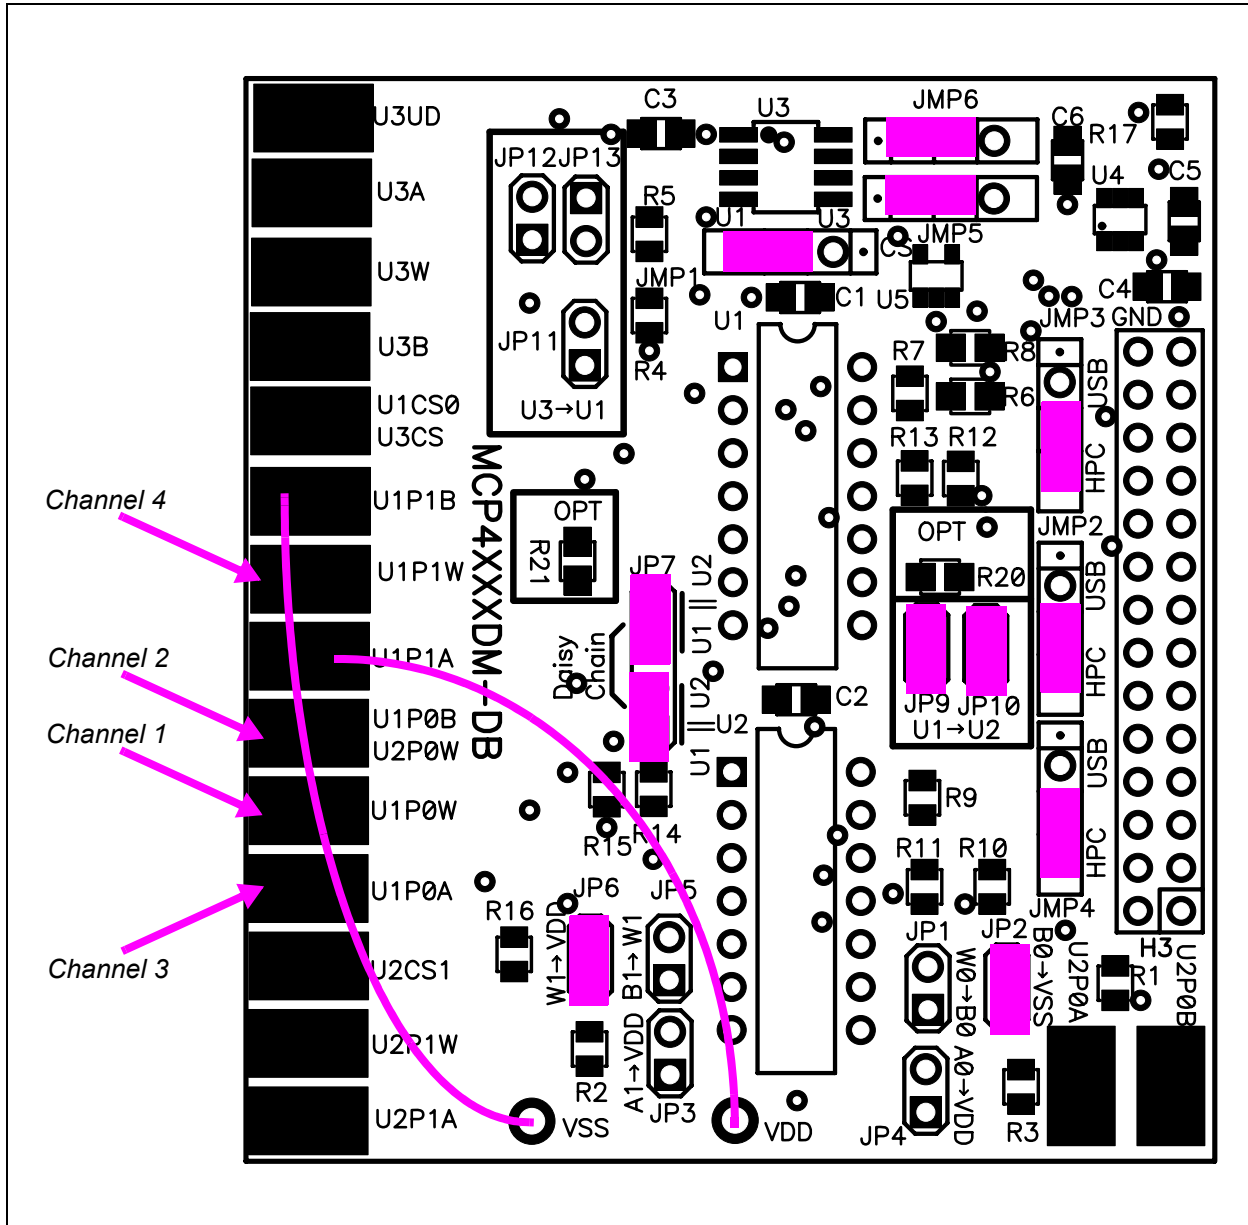 U3UD
U3A
U3W
U3B
U1CS0
U3CS
U1P1B
U1P1W
U1P1A
U1P0B
U2P0W
U1P0W
U1P0A
U2CS1
U2P1W
U2P1A
Channel 4
Channel 2
Channel 1
Channel 3
JP12 JP13
JP11
U3→U1
MCP4XXXDM-DB
OPT
R21
C3
R5
JMP1
R4
U3
JMP6
C6
R17
U4
C5
U1 U3
CS
JMP5
C1
U5
U1
C4
JMP3
GND
R7
R8
R6
USB
HPC
R13 R12
JMP2
OPT
R20
USB
HPC
JP7
U2
U1
Daisy
Chain
U2
U1
U2
C2
JP9
JP10
U1→U2
USB
HPC
R9
R15
R14
R11
R10
JMP4
R16
JP6
JP5
W1→VDD
B1→W1
JP1
JP2
W0→B0
B0→VSS
U2P0A
H3
R1
U2P0B
R2
A1→VDD
JP3
VSS
VDD
JP4
A0→VDD
R3